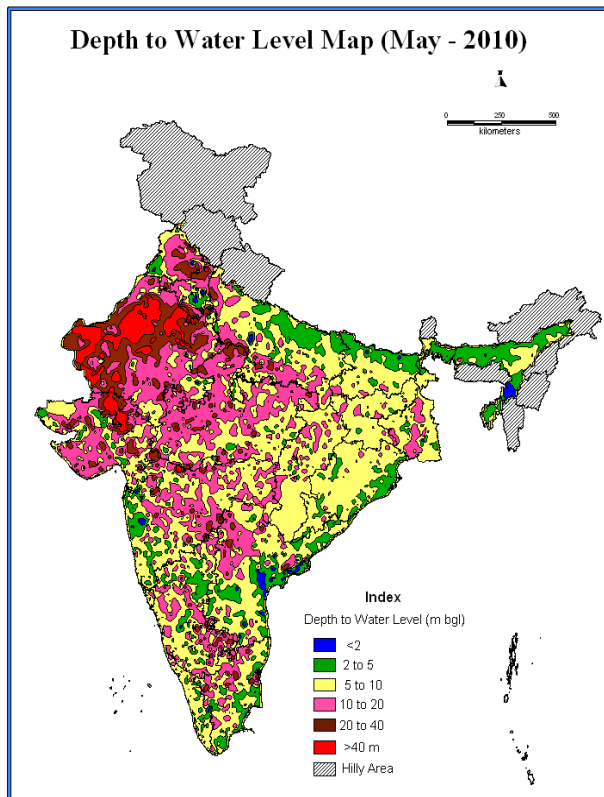 Depth to Water Level Map (May - 2010)
0 250 500
kilometers
Index
Depth to Water Level (m bgl)
<2
2 to 5
5 to 10
10 to 20
20 to 40
>40 m
Hilly Area